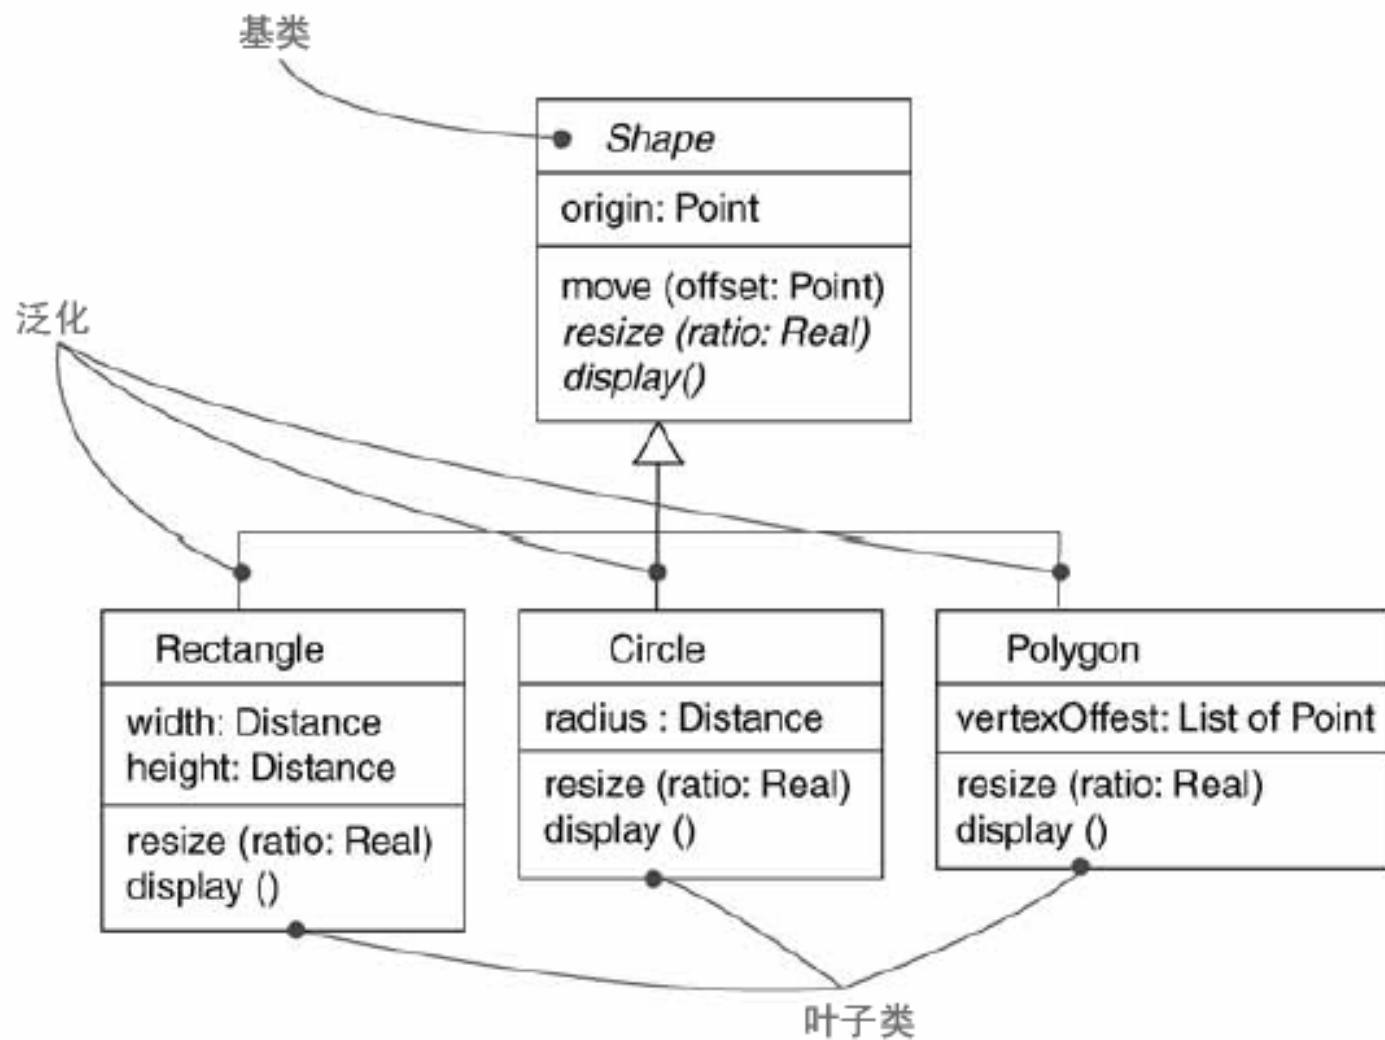 基类
Shape
origin: Point
move (offset: Point)
resize (ratio: Real)
display()
泛化
Rectangle
width: Distance
height: Distance
resize (ratio: Real)
display ()
Circle
radius : Distance
resize (ratio: Real)
display ()
Polygon
vertexOffest: List of Point
resize (ratio: Real)
display ()
叶子类